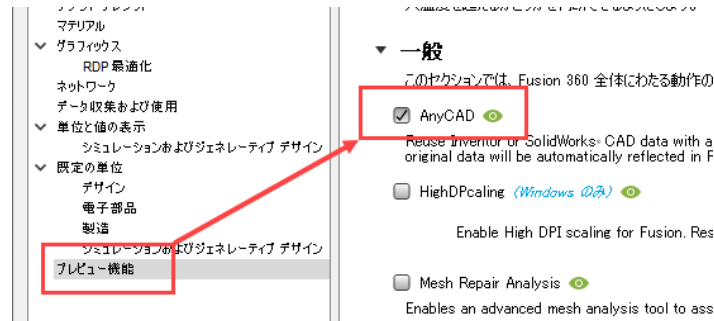 マテリアル
グラフィックス
RDP 最適化
ネットワーク
データ収集および使用
単位と値の表示
シミュレーションおよびジェネレーティブ デザイン
既定の単位
デザイン
電子部品
製造
シミュレーションおよびジェネレーティブ デザイン
プレビュー機能
一般
このセクションでは、Fusion 360 全体にわたる動作の
AnyCAD
Reuse Inventor or SolidWorks® CAD data with a
original data will be automatically reflected in F
HighDPcaling (Windows のみ)
Enable High DPI scaling for Fusion. Res
Mesh Repair Analysis
Enables an advanced mesh analysis tool to ass